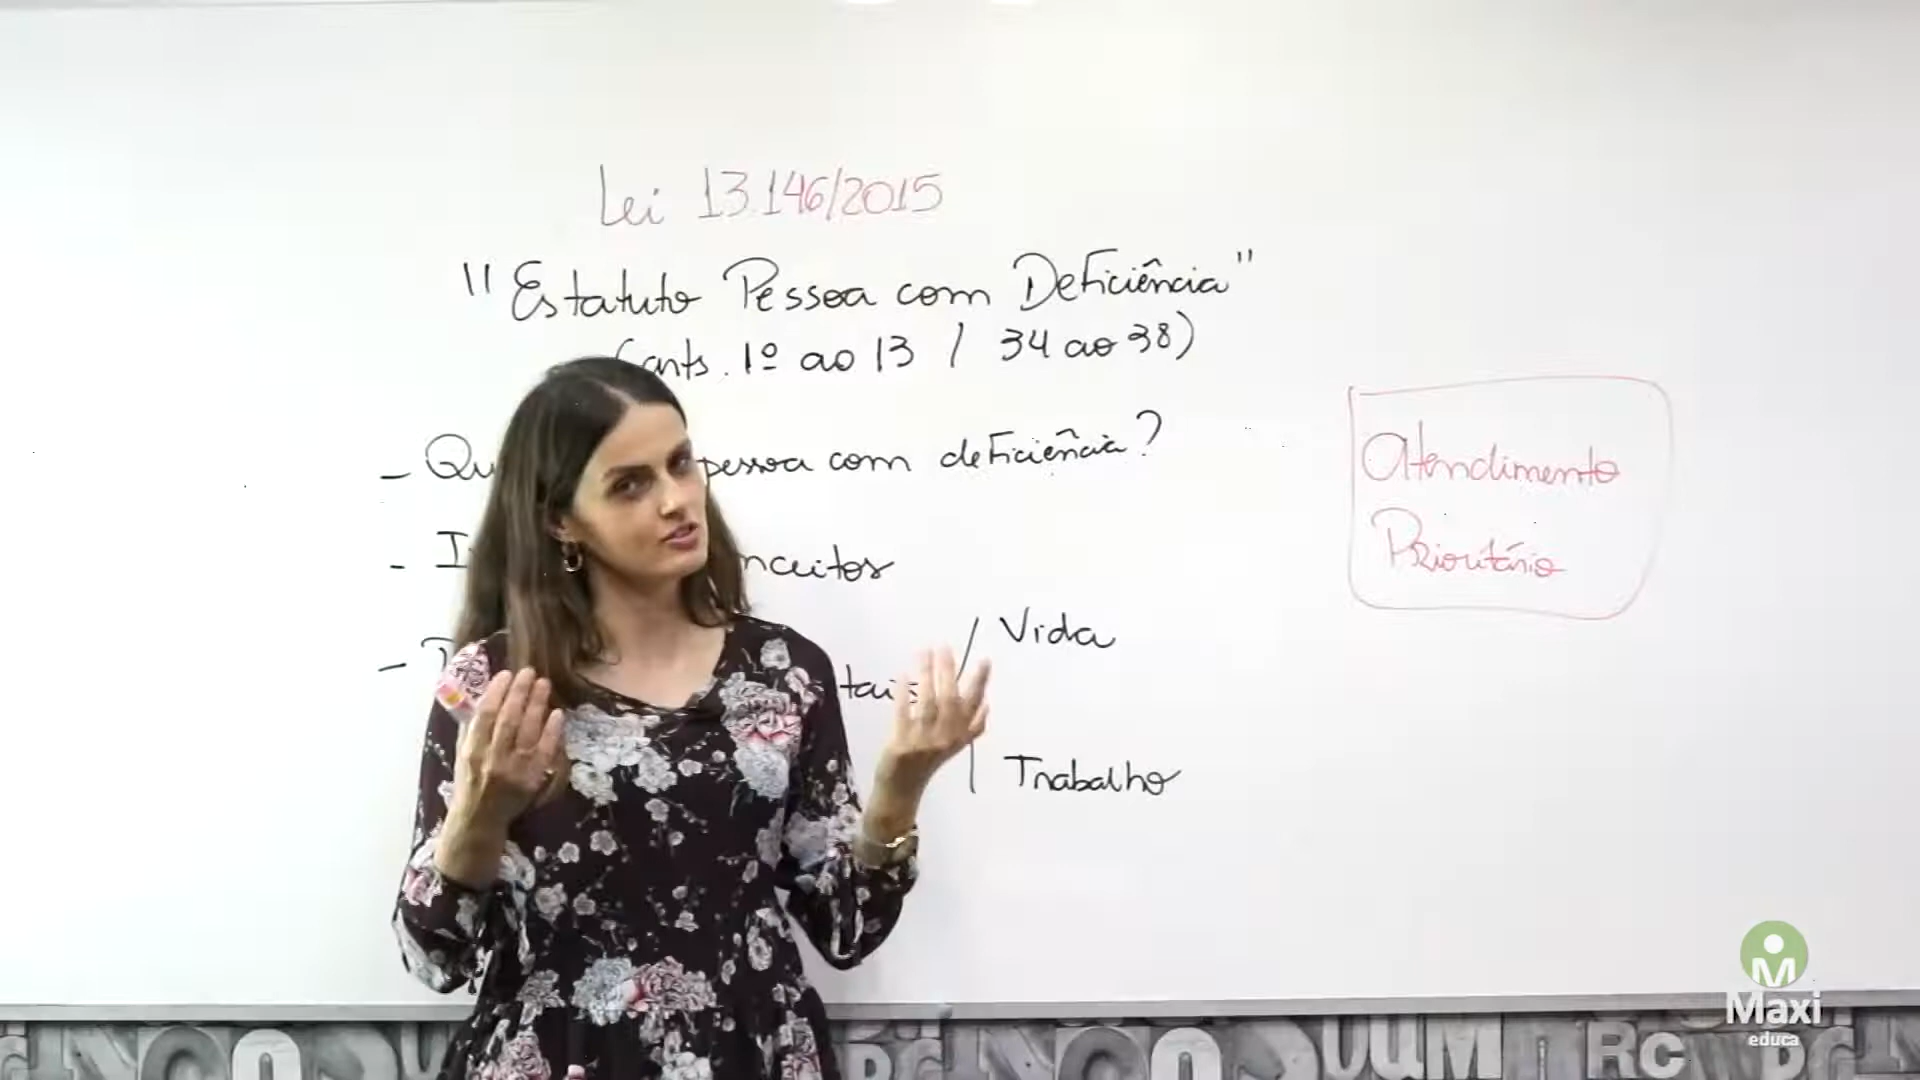 Lei 13.146/2015
"Estatuto Pessoa com Deficiência"
(arts. 1º ao 13 / 34 ao 38)
- pessoa com deficiência?
-
-
Vida
Trabalho
Atendimento
Prioritário
M
Maxi
educa